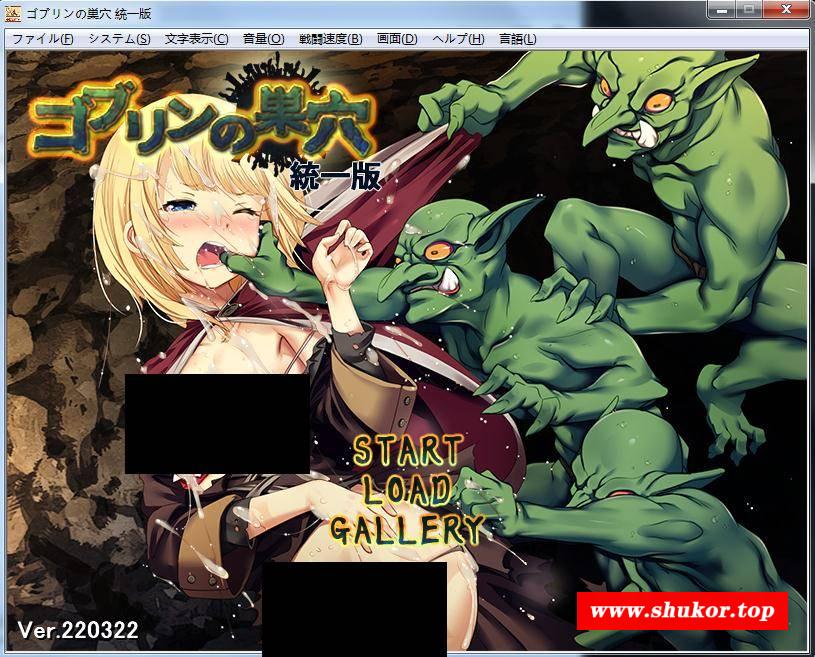 ゴブリンの巣穴 統一版
ファイル(F) システム(S) 文字表示(C) 音量(O) 戦闘速度(B) 画面(D) ヘルプ(H) 言語(L)
ゴブリンの巣穴
統一版
START
LOAD
GALLERY
www.shukor.top
Ver.220322